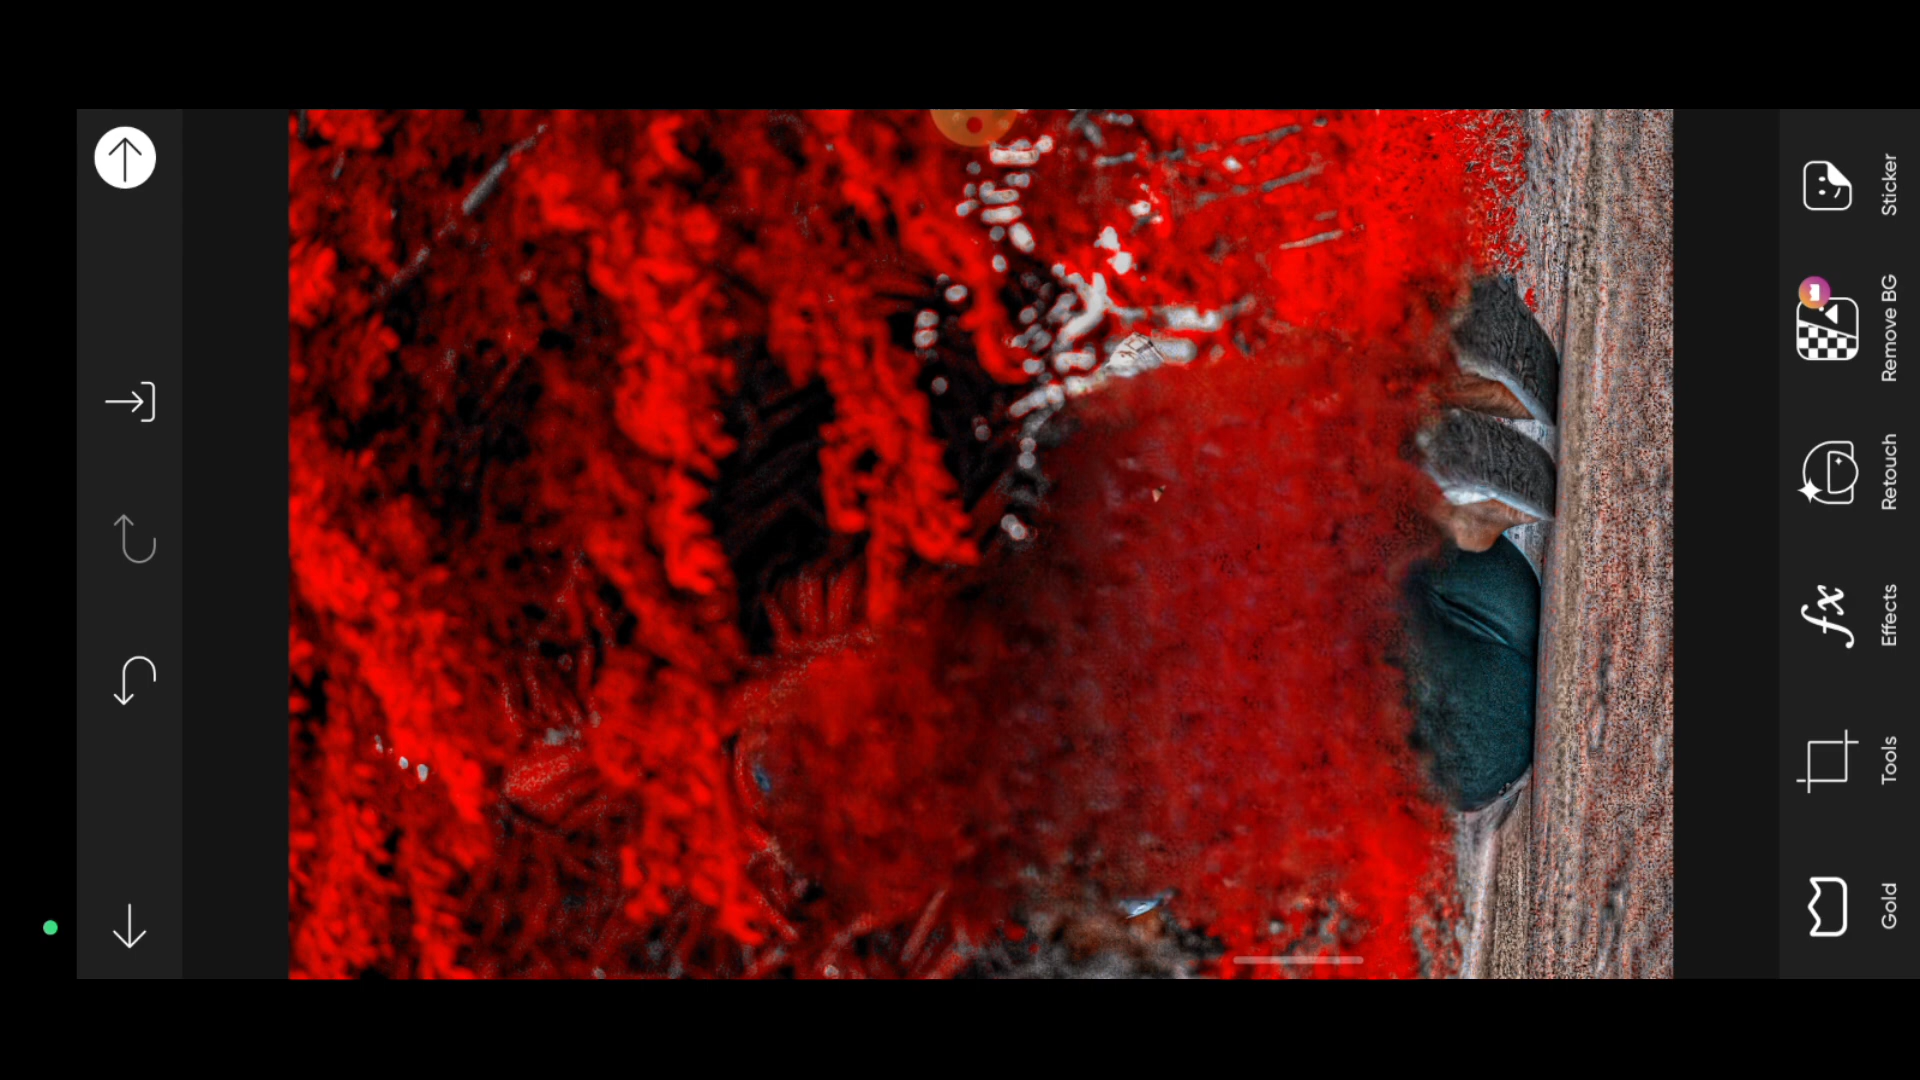 Gold
Tools
Effects
Retouch
Remove BG
Sticker